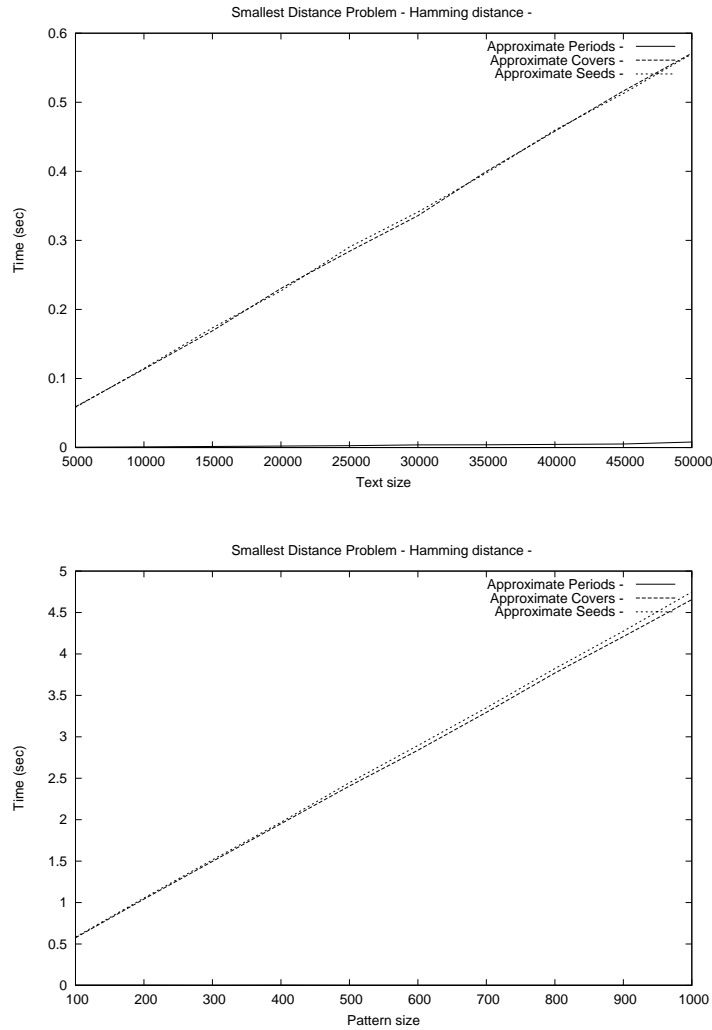 Smallest Distance Problem - Hamming distance -
Approximate Periods -
Approximate Covers -
Approximate Seeds -
0.6
0.5
0.4
0.3
0.2
0.1
0
Time (sec)
5000 10000 15000 20000 25000 30000 35000 40000 45000 50000
Text size
Smallest Distance Problem - Hamming distance -
Approximate Periods -
Approximate Covers -
Approximate Seeds -
5
4.5
4
3.5
3
2.5
2
1.5
1
0.5
0
Time (sec)
100 200 300 400 500 600 700 800 900 1000
Pattern size